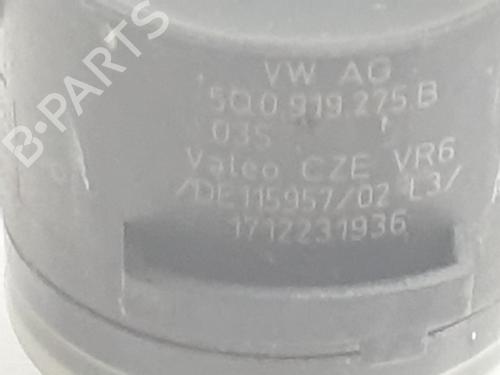 VW AG
5Q0.919.275.B
035
Valeo CZE VR6
/DE115957/02 L3/
1712231936
B-PARTS